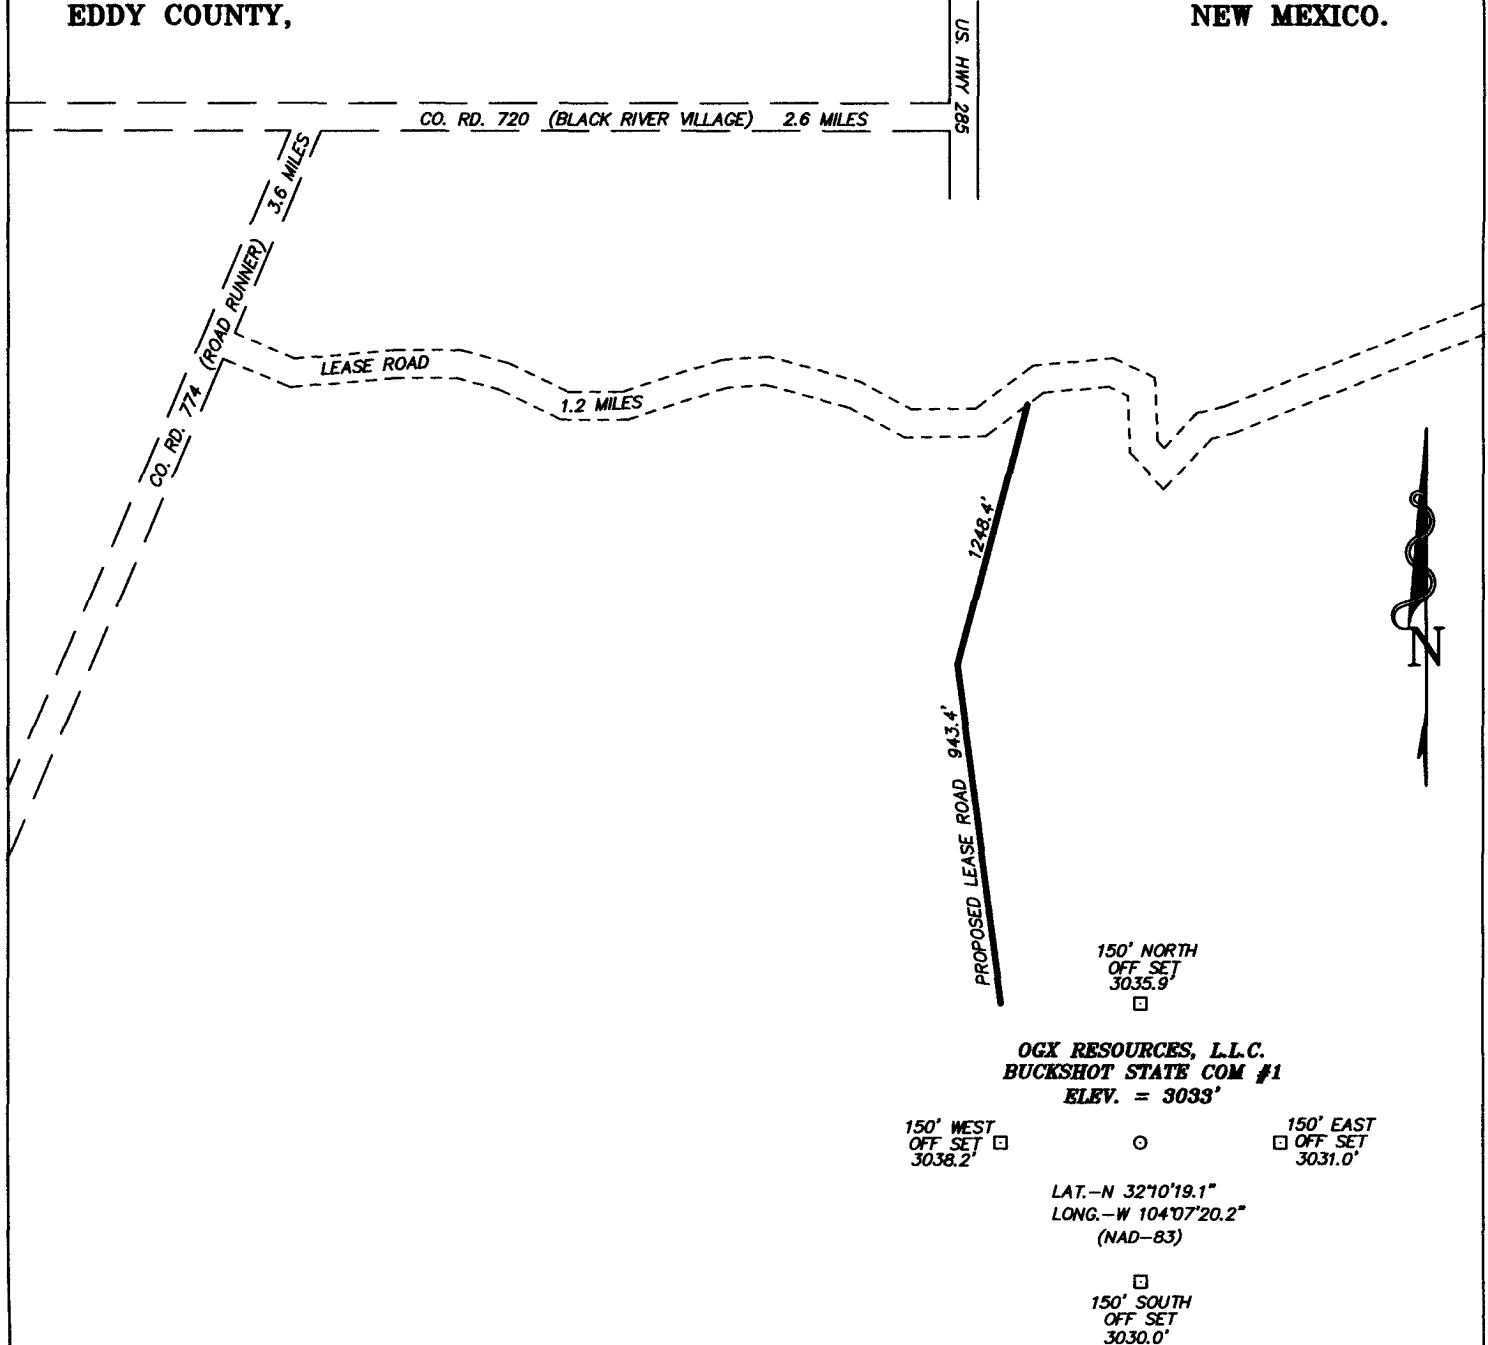 EDDY COUNTY,
NEW MEXICO.
US. HWY 285
CO. RD. 720 (BLACK RIVER VILLAGE) 2.6 MILES
CO. RD. 774 (ROAD RUNNER) 3.6 MILES
LEASE ROAD
1.2 MILES
1248.4'
N
PROPOSED LEASE ROAD 943.4'
150' NORTH
OFF SET
3035.9'
OGX RESOURCES, L.L.C.
BUCKSHOT STATE COM #1
ELEV. = 3033'
150' WEST
OFF SET
3038.2'
150' EAST
OFF SET
3031.0'
LAT.-N 32°10'19.1"
LONG.-W 104°07'20.2"
(NAD-83)
150' SOUTH
OFF SET
3030.0'